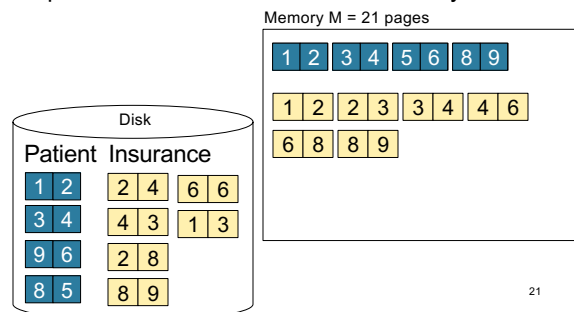 Memory M = 21 pages
1 2 3 4 5 6 8 9
1 2 2 3 3 4 4 6
6 8 8 9
Disk
Patient Insurance
1 2 2 4 6 6
3 4 4 3 1 3
9 6 2 8
8 5 8 9
21